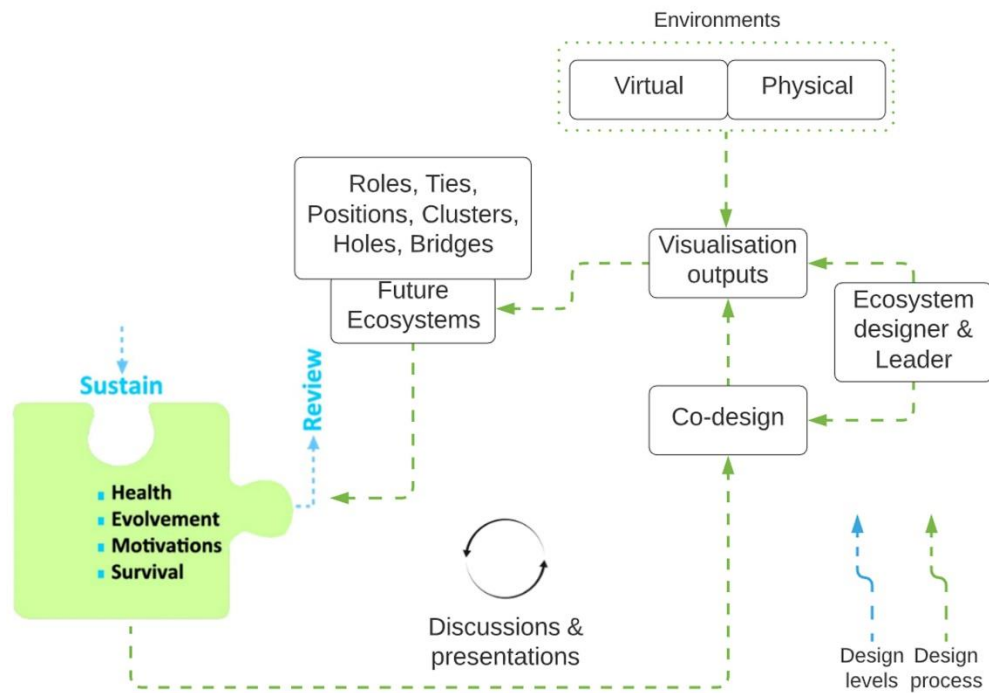 Environments
Virtual
Physical
Roles, Ties,
Positions, Clusters,
Holes, Bridges
Visualisation
outputs
Future
Ecosystems
Ecosystem
designer &
Leader
Sustain
Review
Co-design
Health
Evolvement
Motivations
Survival
Discussions &
presentations
Design
levels
Design
process